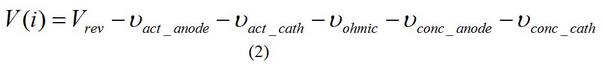 V(i) = V_rev − υ_act_anode − υ_act_cath − υ_ohmic − υ_conc_anode − υ_conc_cath
(2)